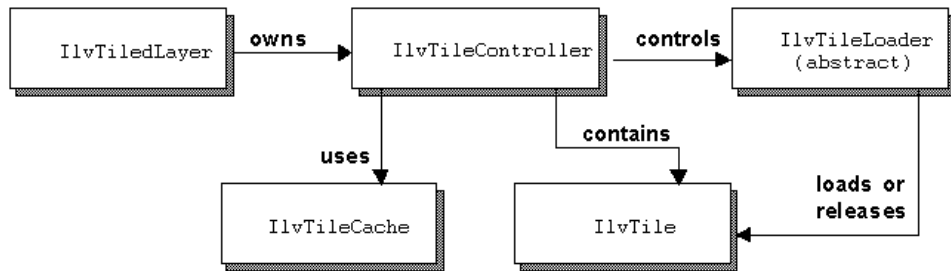 IlvTiledLayer
owns
IlvTileController
controls
IlvTileLoader
(abstract)
uses
contains
loads or
releases
IlvTileCache
IlvTile